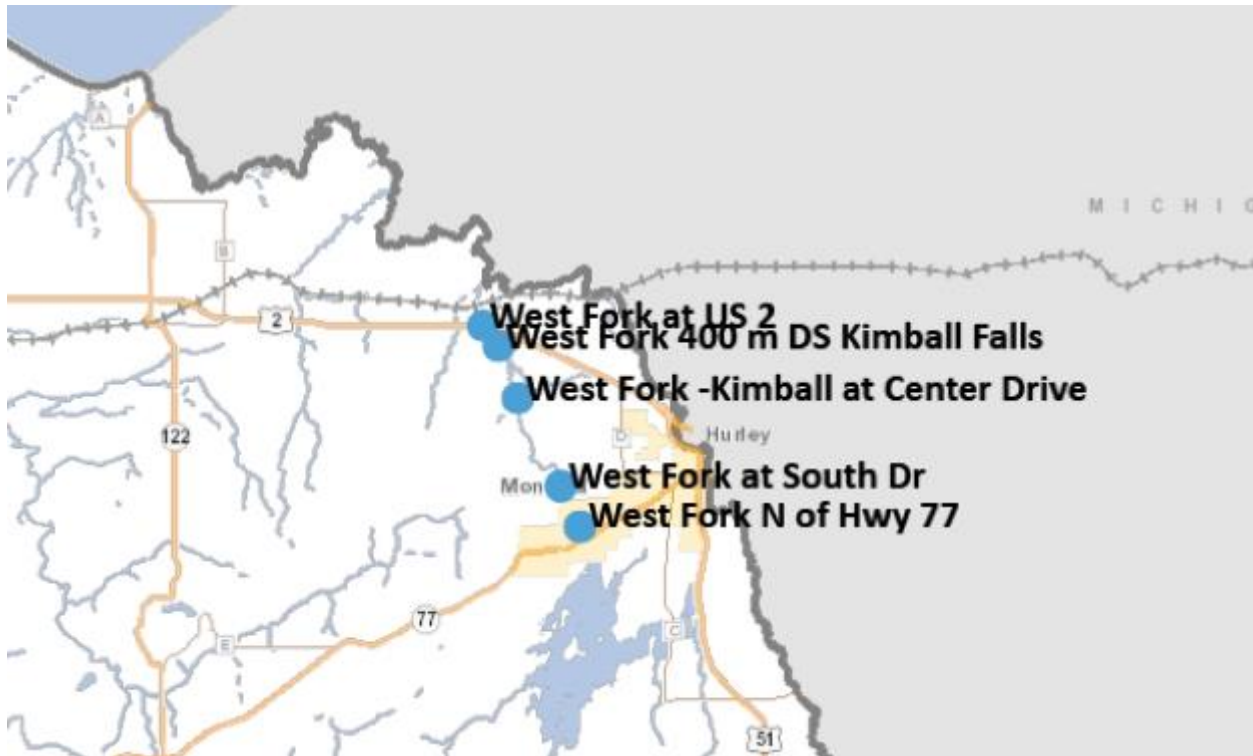 A
MICHIG
B
2
West Fork at US 2
West Fork 400 m DS Kimball Falls
West Fork -Kimball at Center Drive
122
D
Hurley
West Fork at South Dr
Mon
West Fork N of Hwy 77
77
E
C
51